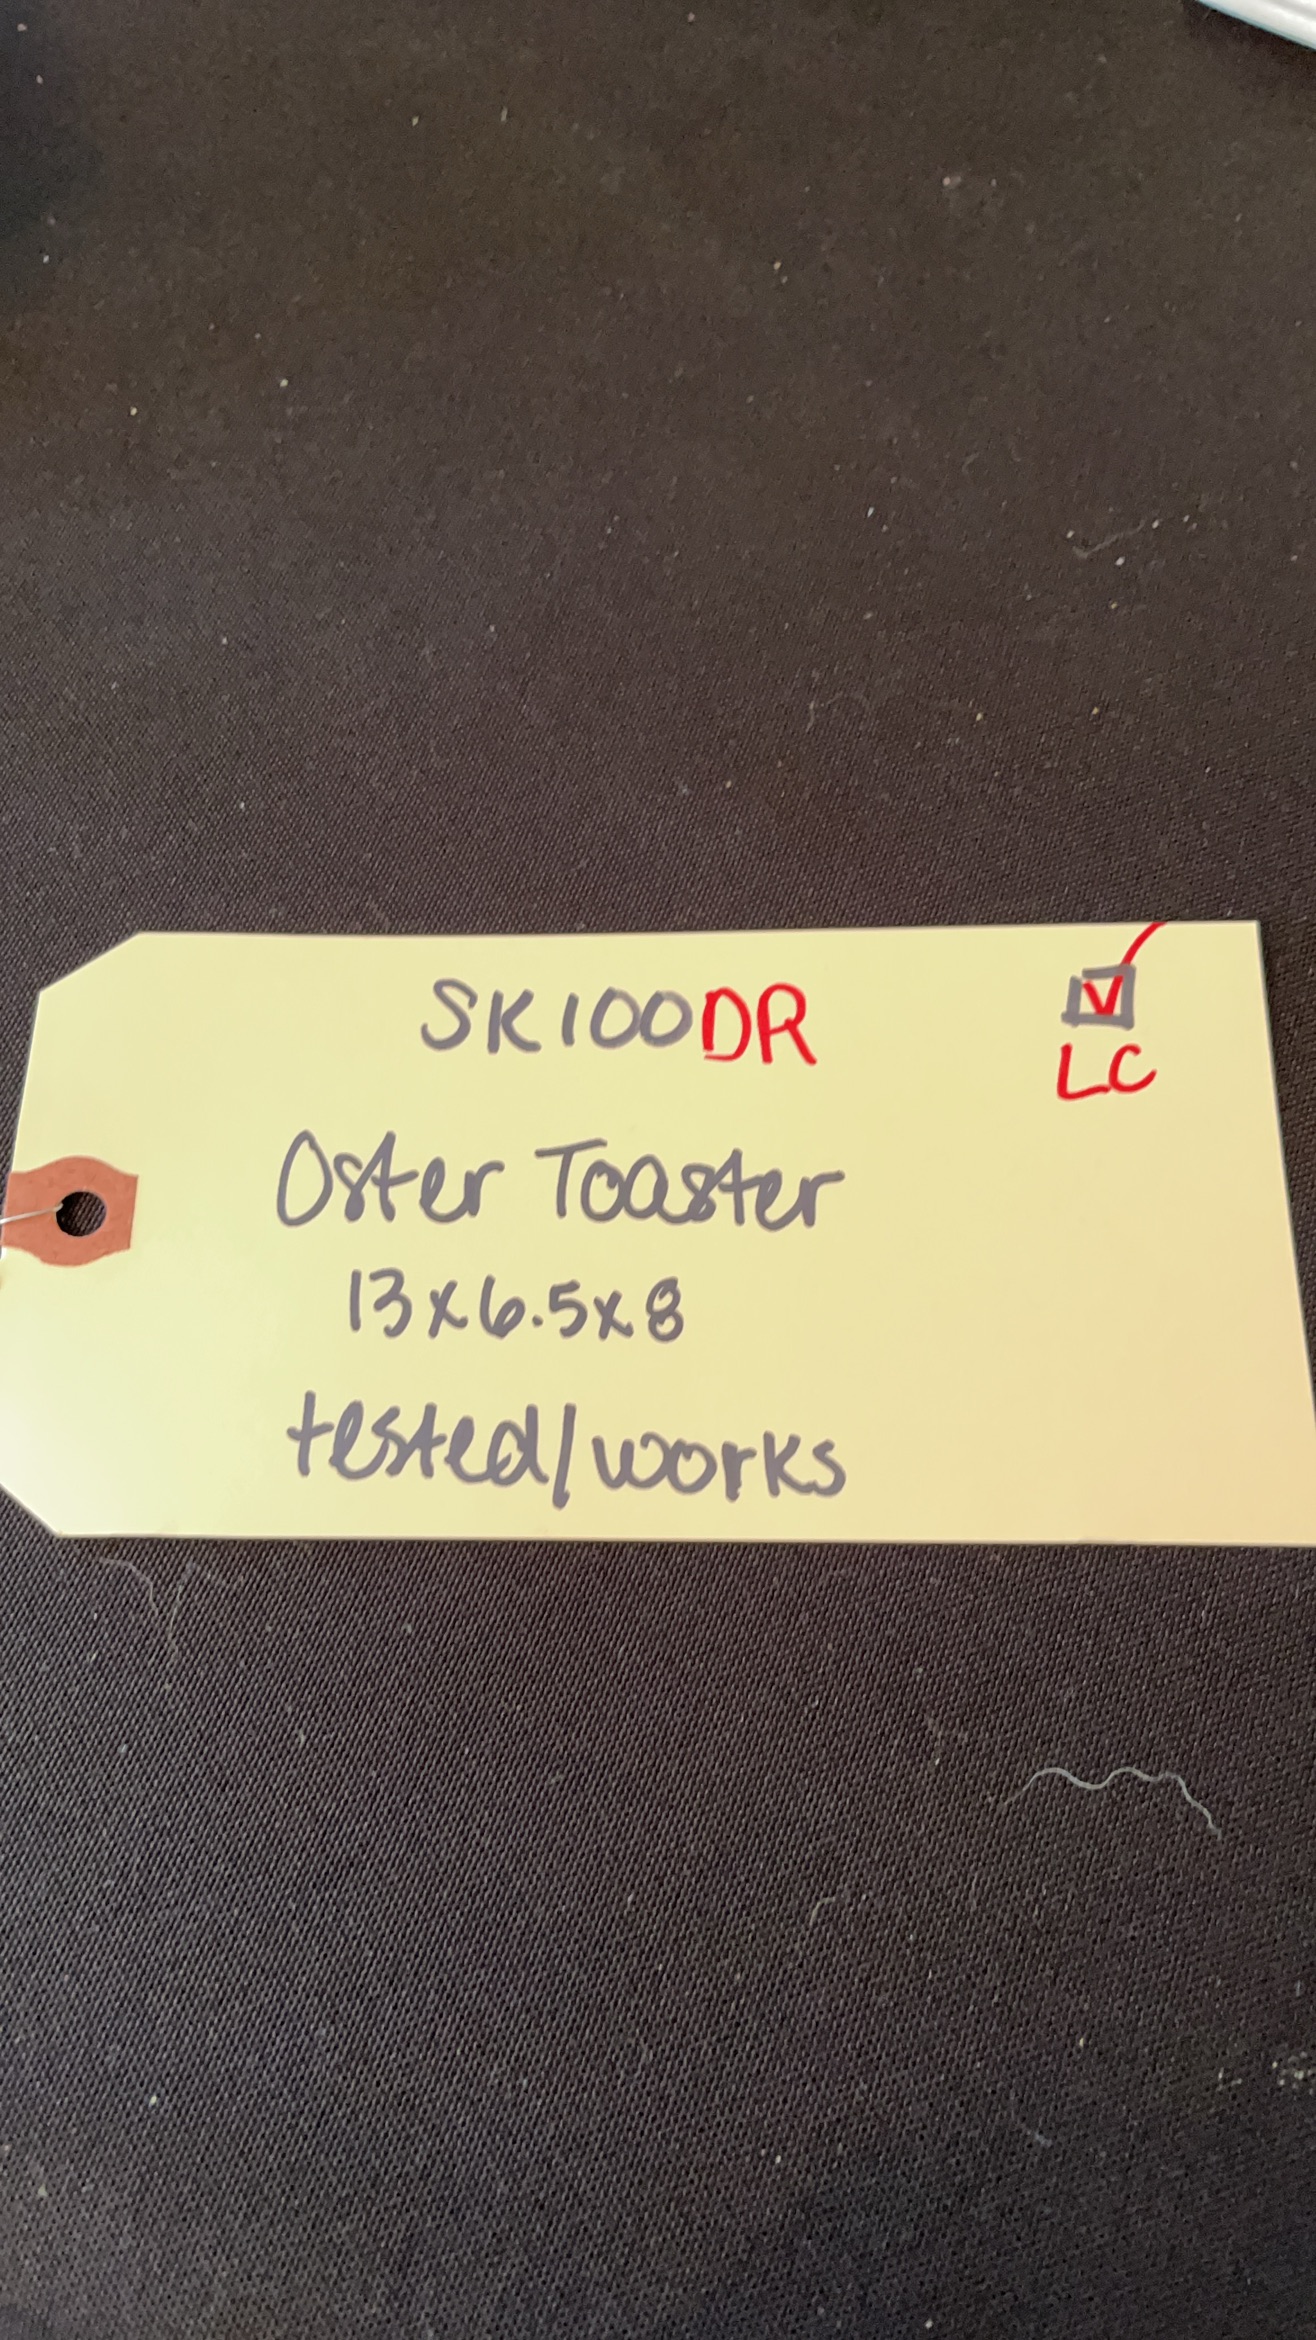 SK100DR
LC
Oster Toaster
13x6.5x8
tested/works